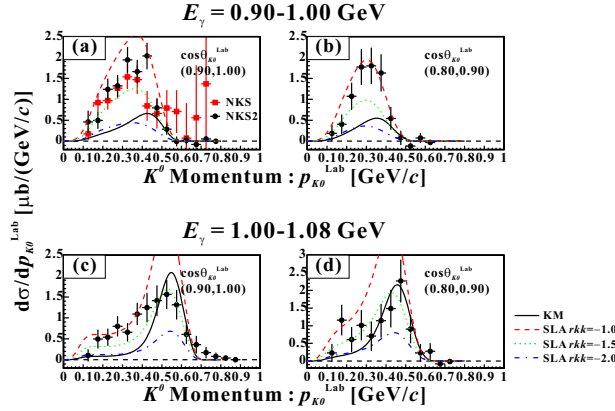 E_γ = 0.90-1.00 GeV
(a)
cosθ_K0^Lab
(0.90,1.00)
NKS
NKS2
2.5
2
1.5
1
0.5
0
0 0.10.20.30.40.50.60.70.80.9 1
(b)
cosθ_K0^Lab
(0.80,0.90)
2.5
2
1.5
1
0.5
0
0 0.10.20.30.40.50.60.70.80.9 1
K⁰ Momentum : p_K0^Lab [GeV/c]
dσ/dp_K0^Lab [μb/(GeV/c)]
E_γ = 1.00-1.08 GeV
(c)
cosθ_K0^Lab
(0.90,1.00)
2.5
2
1.5
1
0.5
0
0 0.10.20.30.40.50.60.70.80.9 1
(d)
cosθ_K0^Lab
(0.80,0.90)
3
2.5
2
1.5
1
0.5
0
0 0.10.20.30.40.50.60.70.80.9 1
KM
SLA rkk=−1.0
SLA rkk=−1.5
SLA rkk=−2.0
K⁰ Momentum : p_K0^Lab [GeV/c]